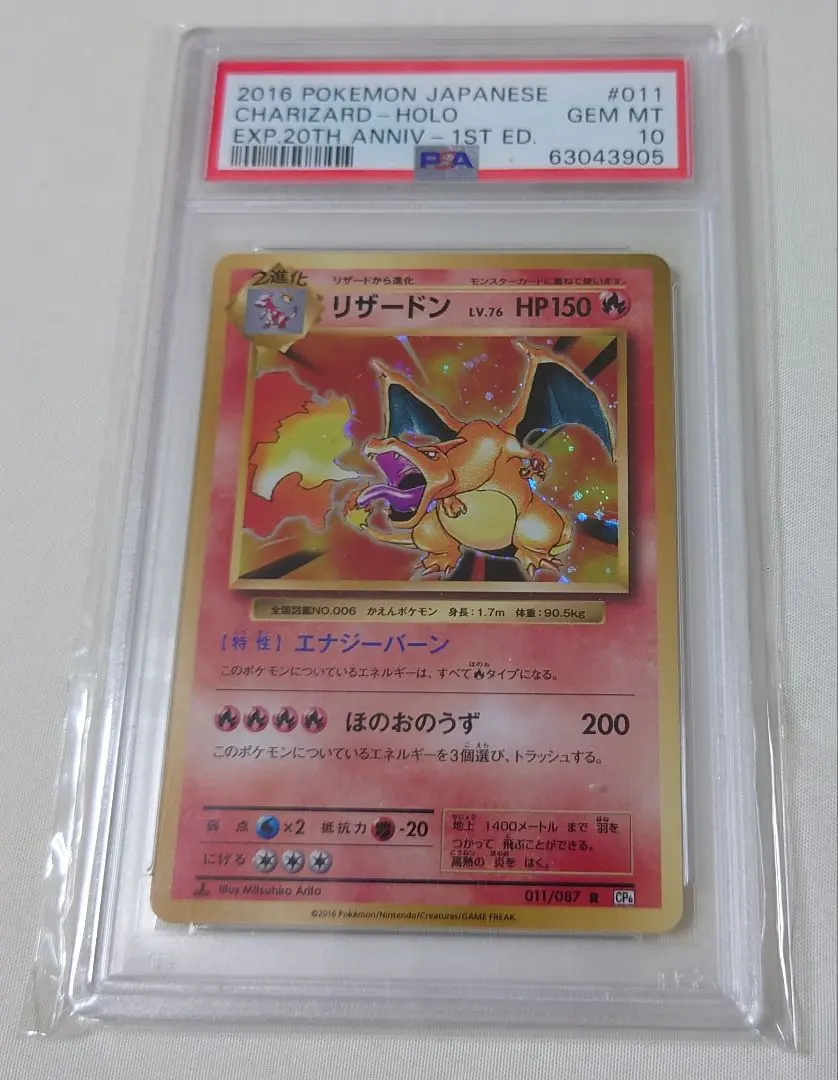 2016 POKEMON JAPANESE #011
CHARIZARD-HOLO GEM MT
EXP.20TH ANNIV-1ST ED. 10
PSA 63043905
2進化 リザードから進化 モンスターカードに重ねて使います。
リザードン LV.76 HP150
全国図鑑NO.006 かえんポケモン 身長:1.7m 体重:90.5kg
[特性] エナジーバーン
このポケモンについているエネルギーは、すべて炎タイプになる。
ほのおのうず 200
このポケモンについているエネルギーを3個選び、トラッシュする。
弱点 ×2 抵抗力 -20
にげる
地上 1400メートル まで 羽を
つかって 飛ぶことができる。
高熱の 炎を はく。
Illus. Mitsuhiro Arita
011/087 R CP6
©2016 Pokémon/Nintendo/Creatures/GAME FREAK.